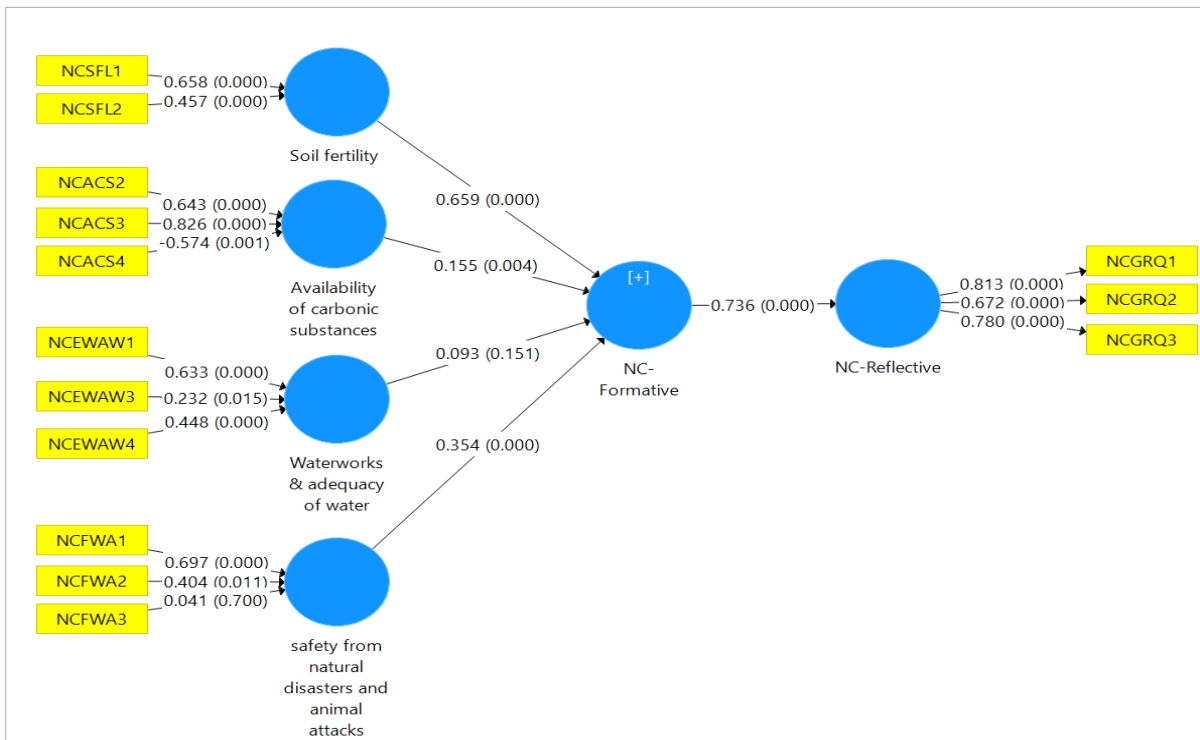 NCSFL1
0.658 (0.000)
NCSFL2
0.457 (0.000)
Soil fertility
NCACS2
0.643 (0.000)
NCACS3
0.826 (0.000)
NCACS4
-0.574 (0.001)
Availability
of carbonic
substances
NCEWAW1
0.633 (0.000)
NCEWAW3
0.232 (0.015)
NCEWAW4
0.448 (0.000)
Waterworks
& adequacy
of water
NCFWA1
0.697 (0.000)
NCFWA2
0.404 (0.011)
NCFWA3
0.041 (0.700)
safety from
natural
disasters and
animal
attacks
0.659 (0.000)
0.155 (0.004)
0.093 (0.151)
0.354 (0.000)
[+]
NC-
Formative
0.736 (0.000)
NC-Reflective
0.813 (0.000)
0.672 (0.000)
0.780 (0.000)
NCGRQ1
NCGRQ2
NCGRQ3